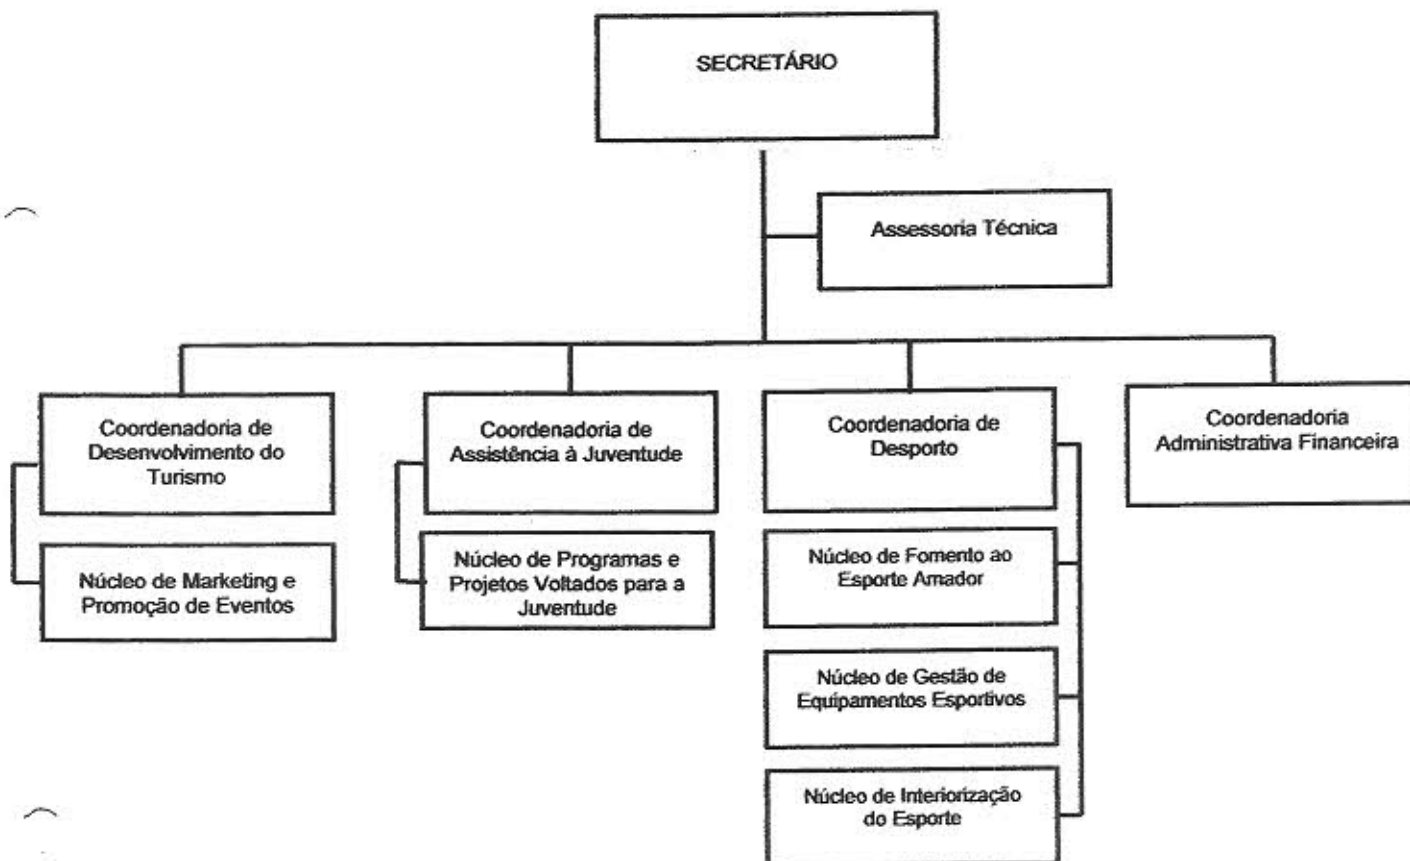 SECRETÁRIO
Assessoria Técnica
Coordenadoria de
Desenvolvimento do
Turismo
Coordenadoria de
Assistência à Juventude
Coordenadoria de
Desporto
Coordenadoria
Administrativa Financeira
Núcleo de Marketing e
Promoção de Eventos
Núcleo de Programas e
Projetos Voltados para a
Juventude
Núcleo de Fomento ao
Esporte Amador
Núcleo de Gestão de
Equipamentos Esportivos
Núcleo de Interiorização
do Esporte